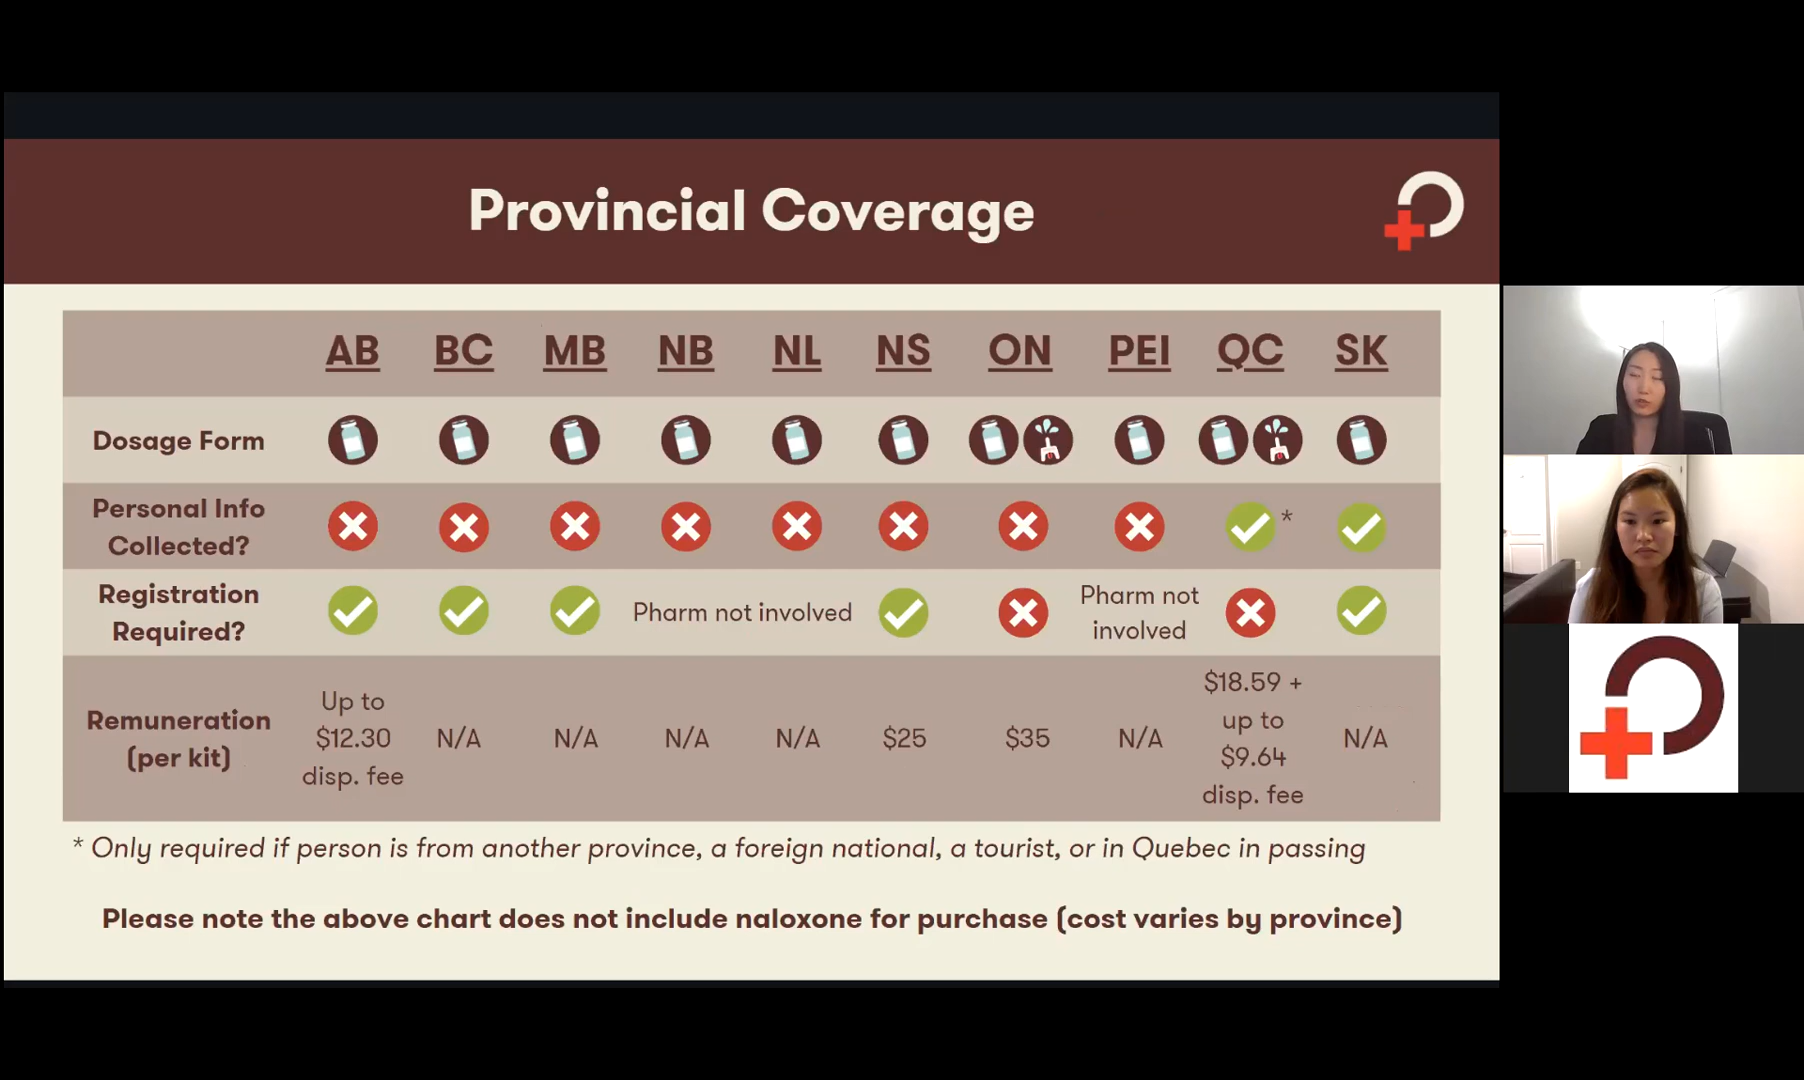 Provincial Coverage
AB BC MB NB NL NS ON PEI QC SK
Dosage Form
Personal Info
Collected?
*
Registration
Required?
Pharm not involved
Pharm not
involved
Remuneration
(per kit)
Up to
$12.30
disp. fee
N/A
N/A
N/A
N/A
$25
$35
N/A
$18.59 +
up to
$9.64
disp. fee
N/A
* Only required if person is from another province, a foreign national, a tourist, or in Quebec in passing
Please note the above chart does not include naloxone for purchase (cost varies by province)